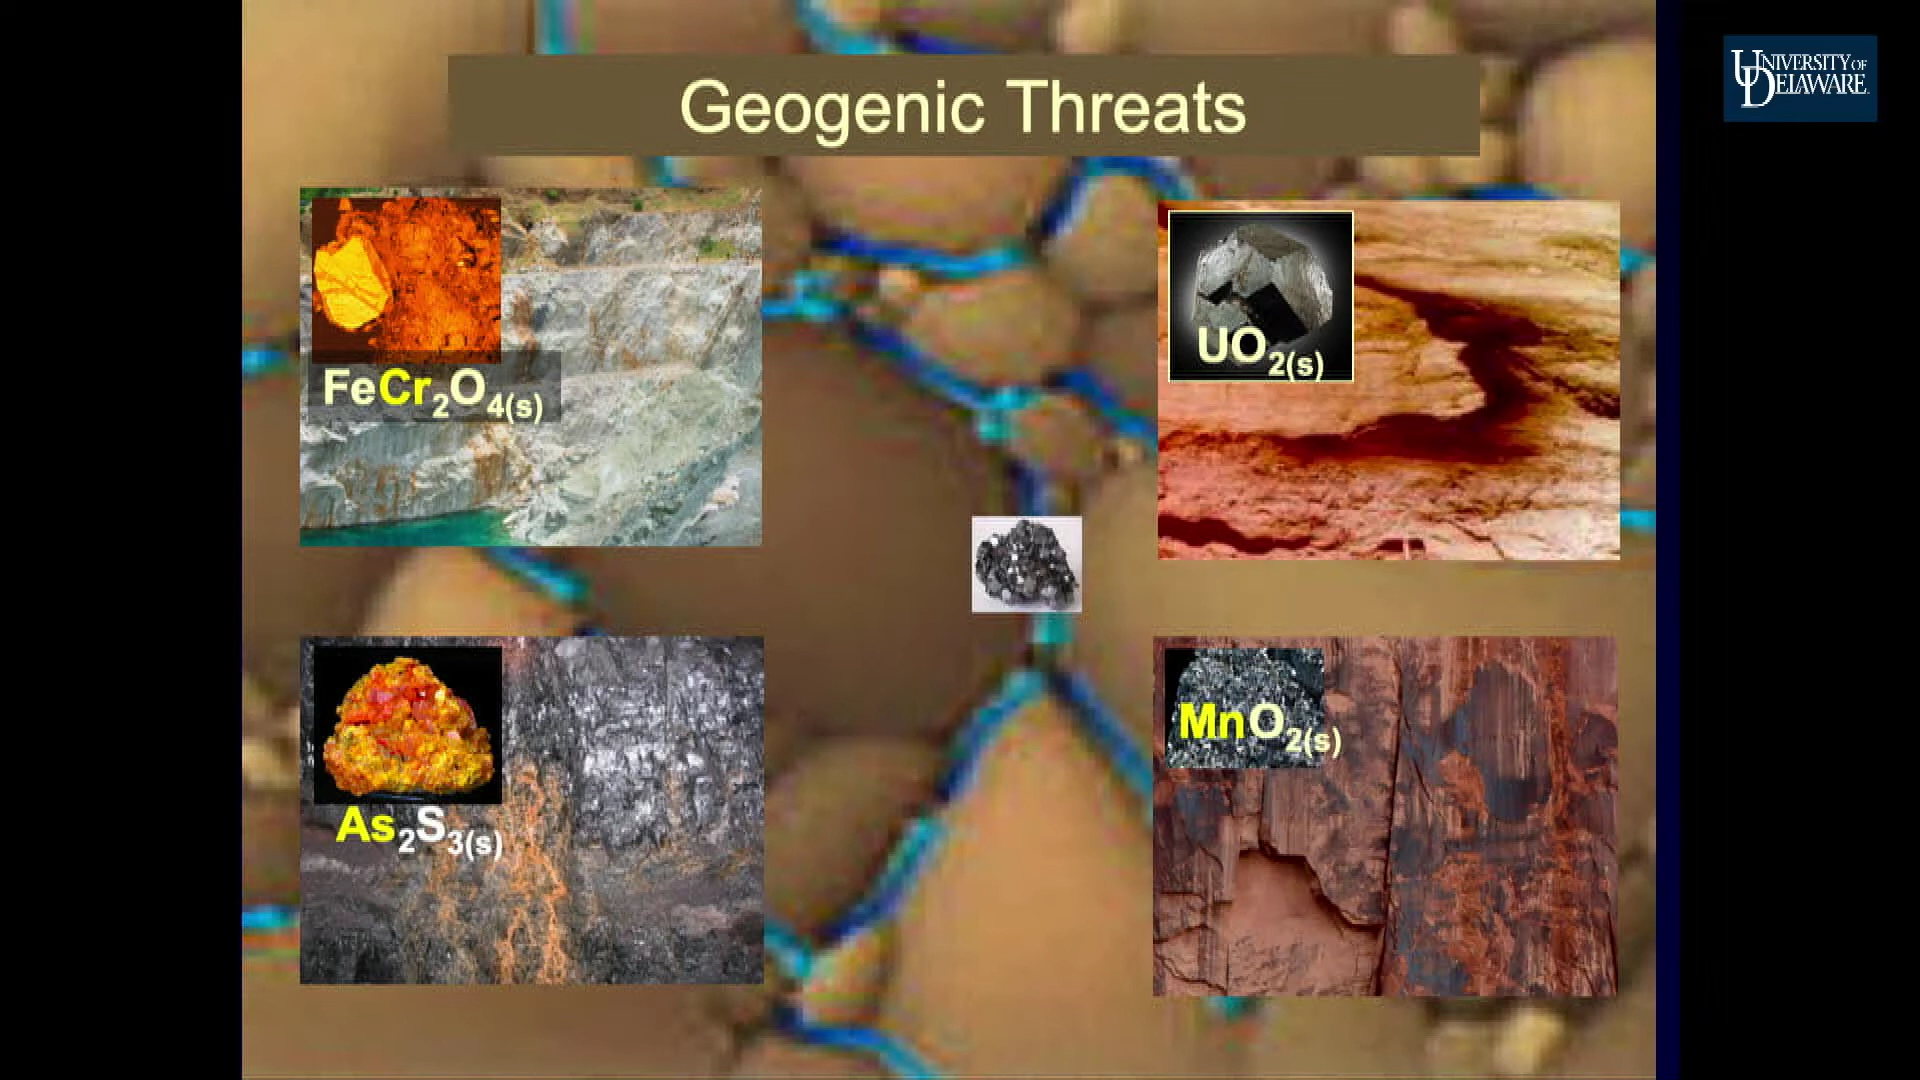 Geogenic Threats
UNIVERSITY OF
DELAWARE
FeCr2O4(s)
UO2(s)
As2S3(s)
MnO2(s)